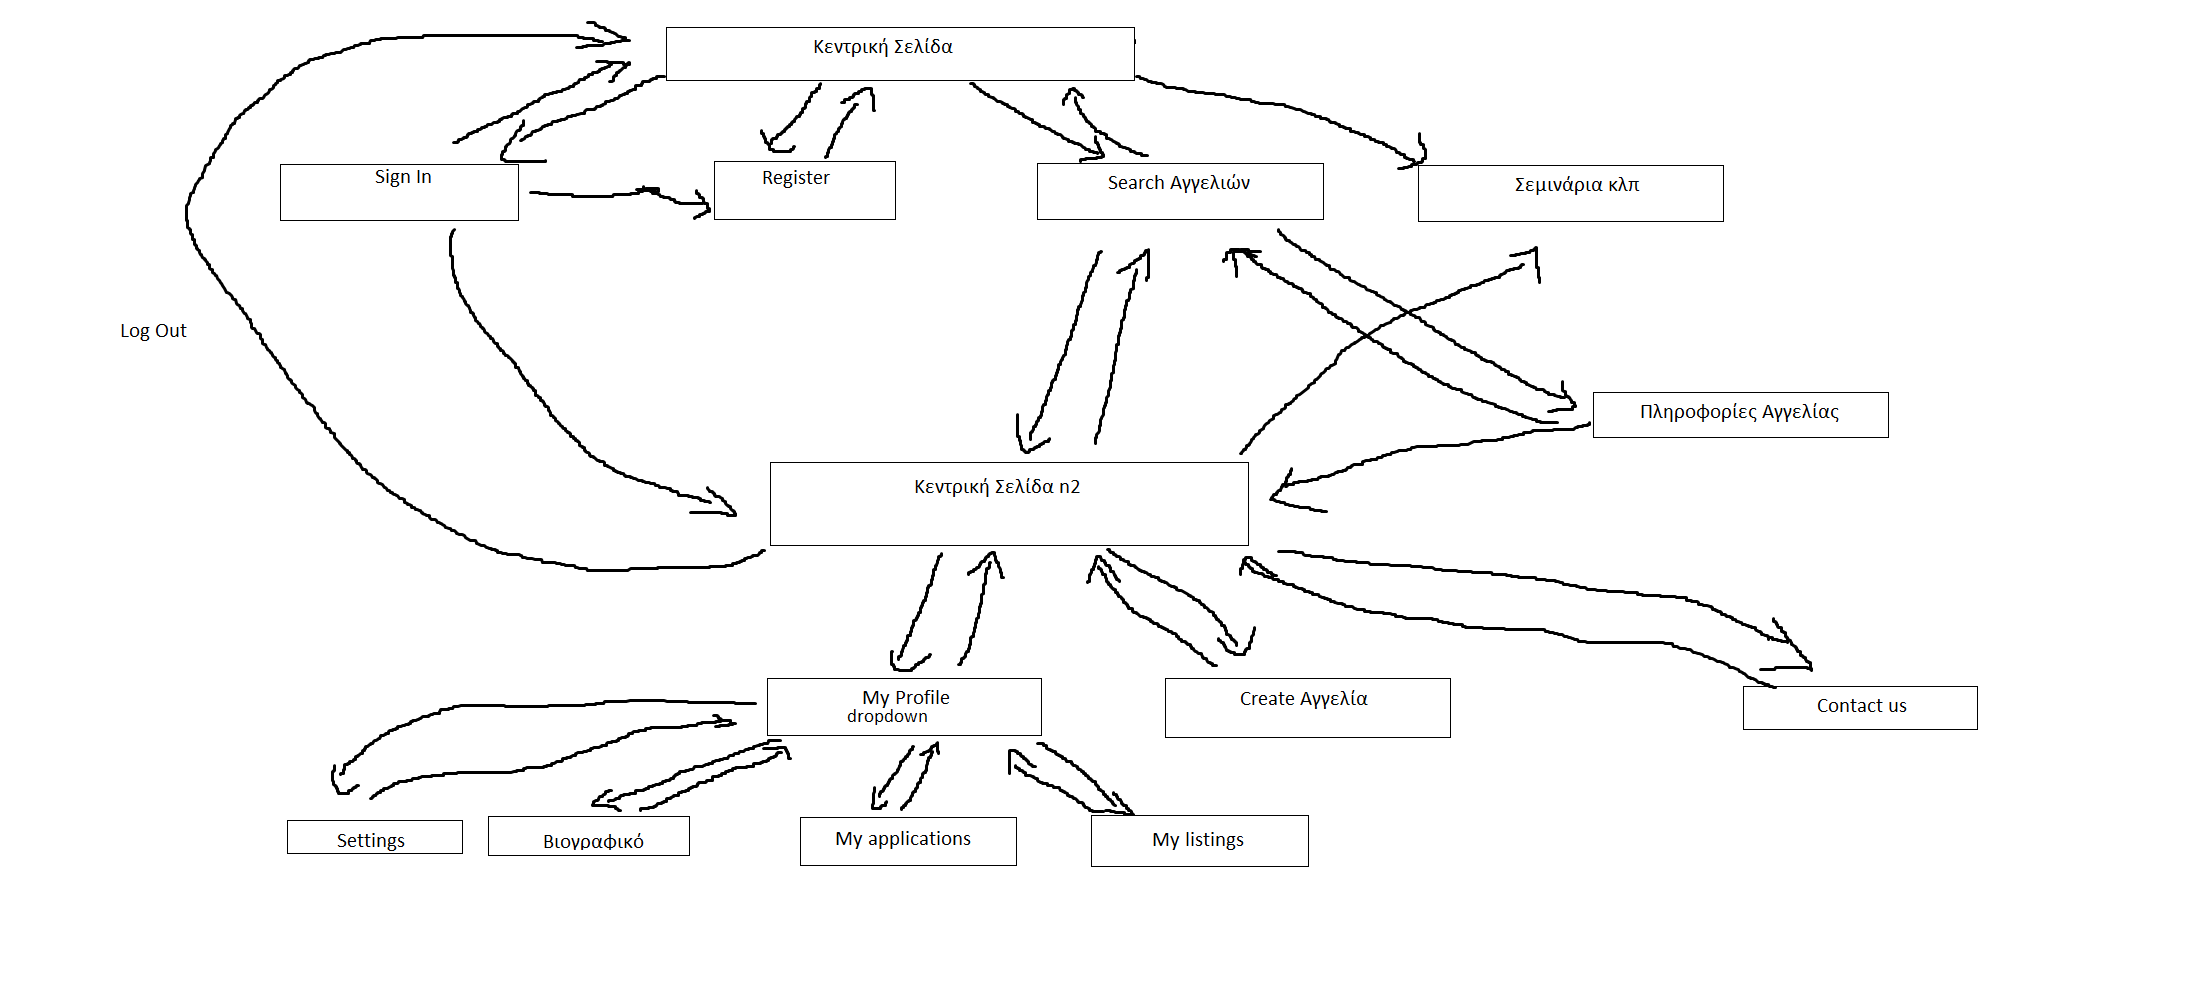 Κεντρική Σελίδα
Sign In
Register
Search Αγγελιών
Σεμινάρια κλπ
Log Out
Πληροφορίες Αγγελίας
Κεντρική Σελίδα n2
My Profile
dropdown
Create Αγγελία
Contact us
Settings
Βιογραφικό
My applications
My listings